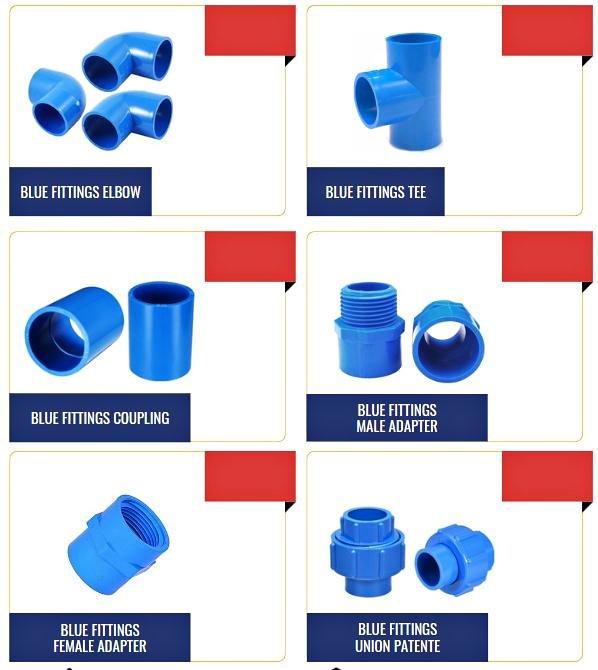 BLUE FITTINGS ELBOW
BLUE FITTINGS TEE
BLUE FITTINGS COUPLING
BLUE FITTINGS
MALE ADAPTER
BLUE FITTINGS
FEMALE ADAPTER
BLUE FITTINGS
UNION PATENTE